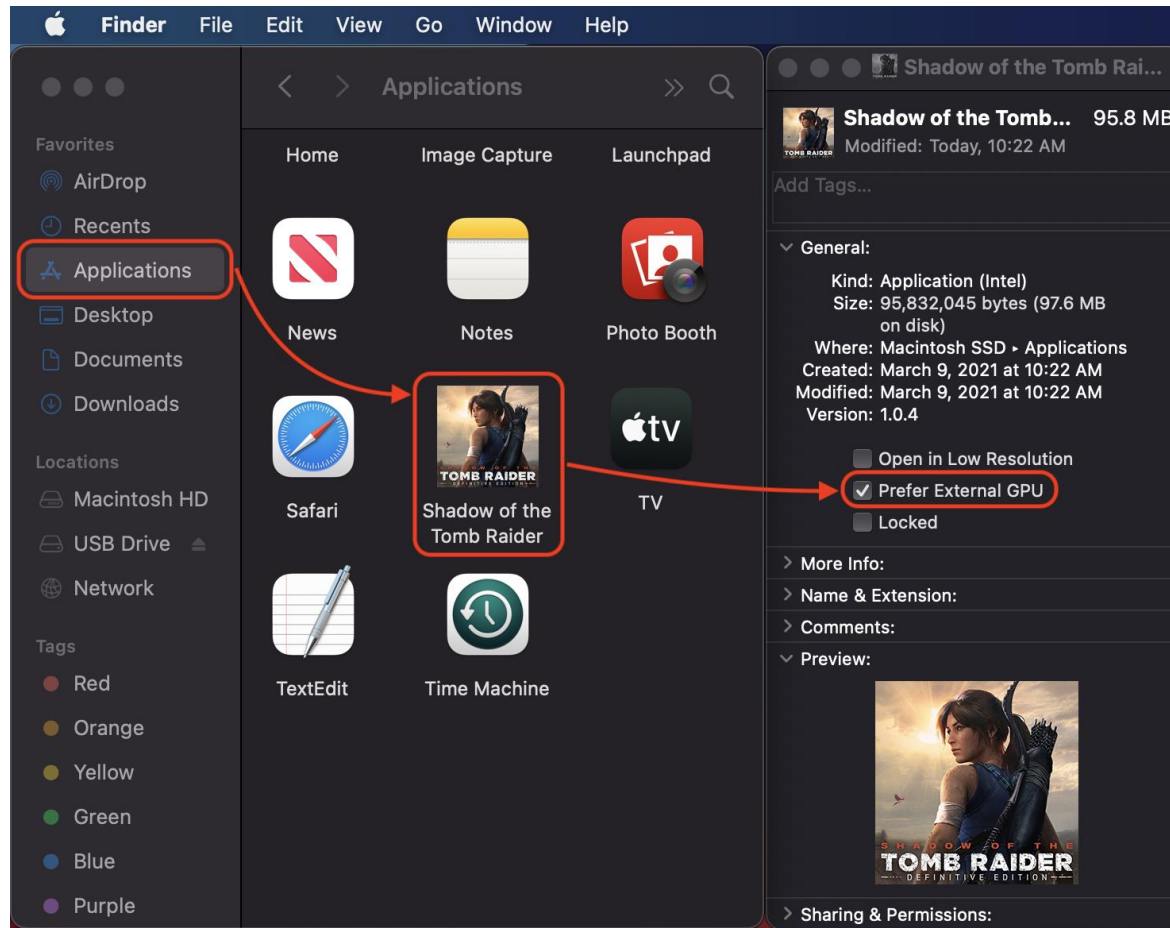 Finder File Edit View Go Window Help
Applications
Favorites
AirDrop
Recents
Applications
Desktop
Documents
Downloads
Locations
Macintosh HD
USB Drive
Network
Tags
Red
Orange
Yellow
Green
Blue
Purple
Home Image Capture Launchpad
News Notes Photo Booth
tv
SHADOW OF THE
TOMB RAIDER
DEFINITIVE EDITION
Safari Shadow of the TV
Tomb Raider
TextEdit Time Machine
Shadow of the Tomb Rai...
Shadow of the Tomb... 95.8 MB
TOMB RAIDER
Modified: Today, 10:22 AM
Add Tags...
General:
Kind: Application (Intel)
Size: 95,832,045 bytes (97.6 MB
on disk)
Where: Macintosh SSD ▸ Applications
Created: March 9, 2021 at 10:22 AM
Modified: March 9, 2021 at 10:22 AM
Version: 1.0.4
Open in Low Resolution
Prefer External GPU
Locked
More Info:
Name & Extension:
Comments:
Preview:
SHADOW OF THE
TOMB RAIDER
DEFINITIVE EDITION
Sharing & Permissions: